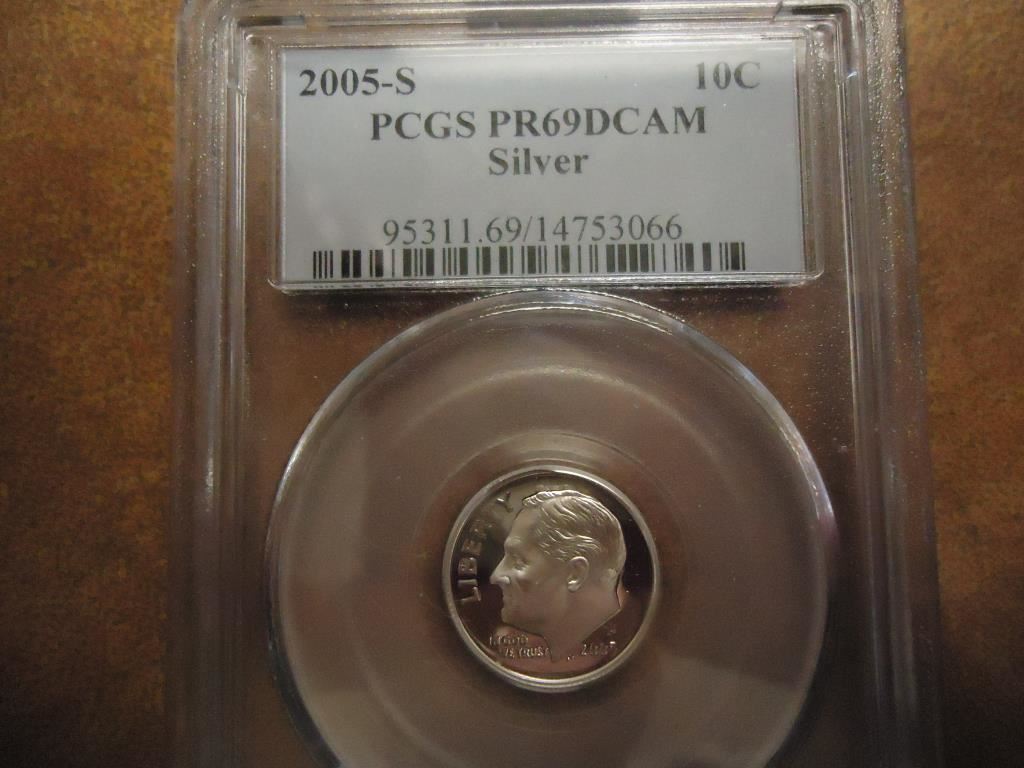 2005-S 10C
PCGS PR69DCAM
Silver
95311.69/14753066
LIBERTY
IN GOD
WE TRUST